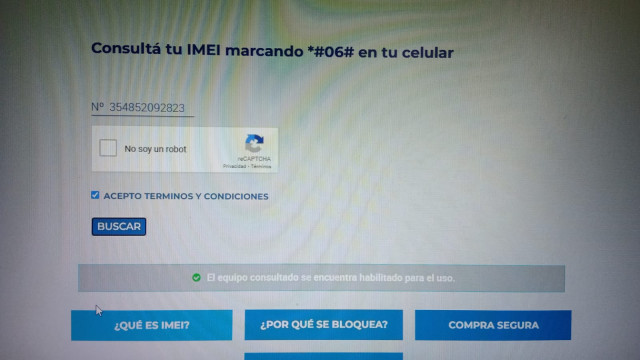 Consultá tu IMEI marcando *#06# en tu celular
Nº 354852092823
No soy un robot
reCAPTCHA
Privacidad - Términos
ACEPTO TERMINOS Y CONDICIONES
BUSCAR
El equipo consultado se encuentra habilitado para el uso.
¿QUÉ ES IMEI?
¿POR QUÉ SE BLOQUEA?
COMPRA SEGURA